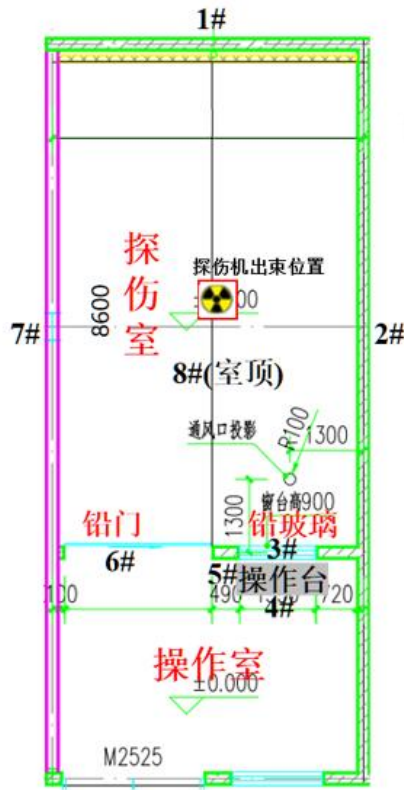 1#
探伤室
探伤机出束位置
8600
7#
2#
8#(室顶)
通风口投影
R100
1300
1300
窗台高900
铅门
铅玻璃
6#
3#
5#
操作台
100
490
4#
720
操作室
±0.000
M2525